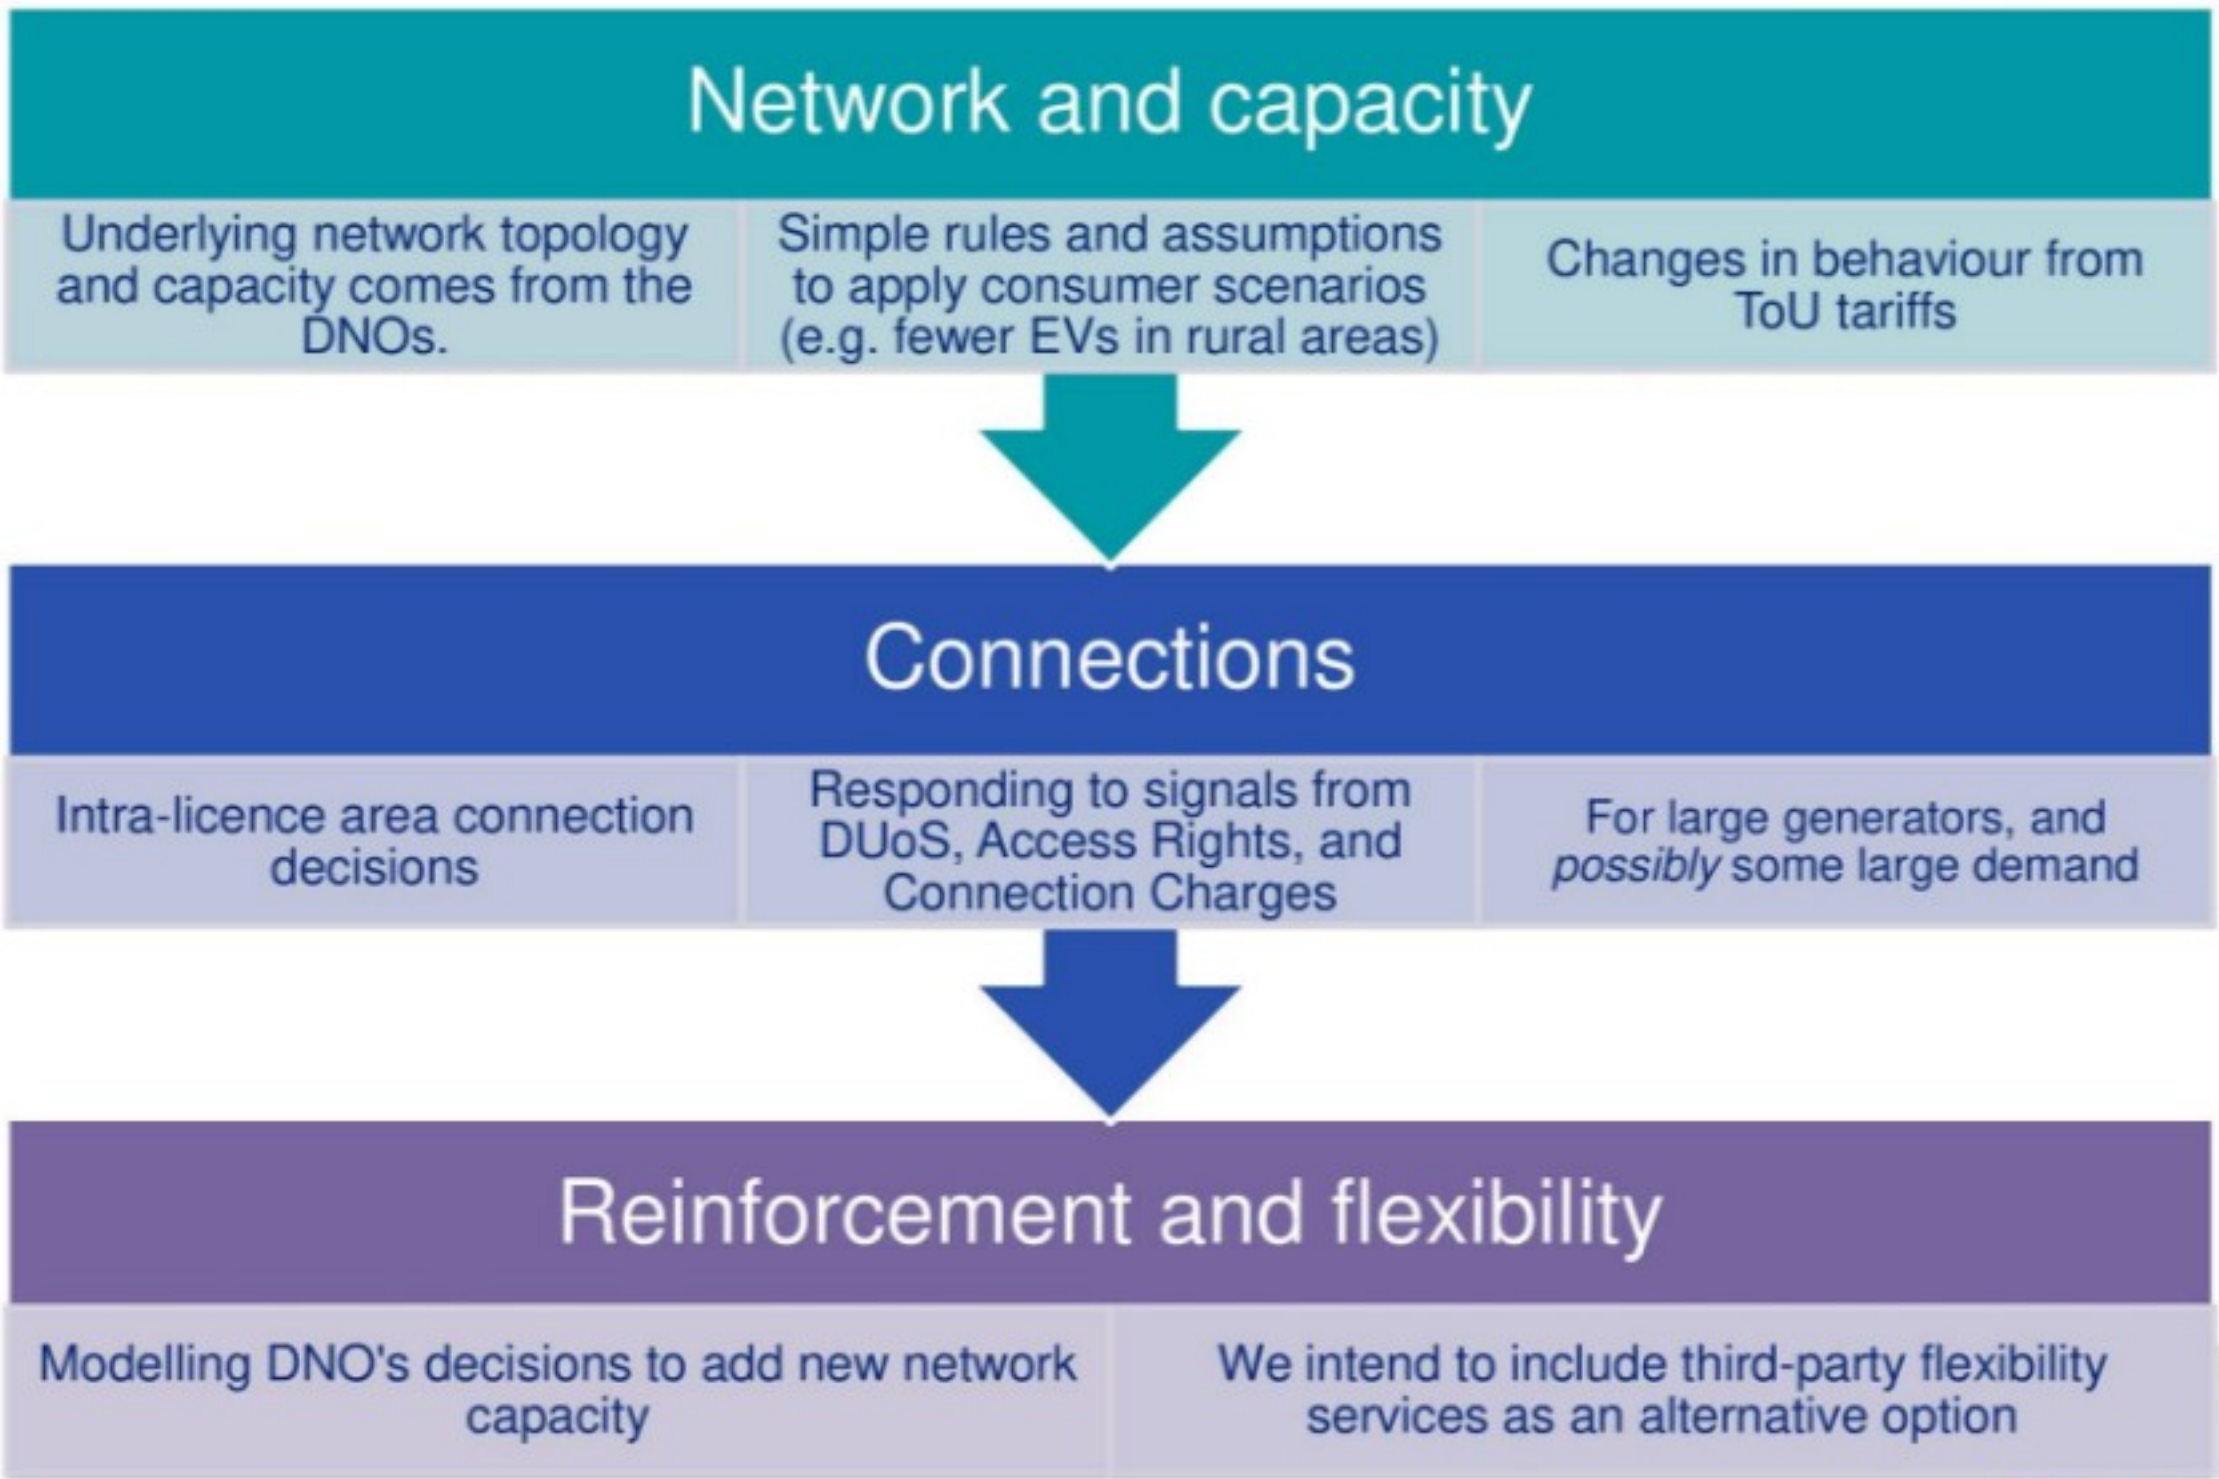 Network and capacity
Underlying network topology
and capacity comes from the
DNOs.
Simple rules and assumptions
to apply consumer scenarios
(e.g. fewer EVs in rural areas)
Changes in behaviour from
ToU tariffs
Connections
Intra-licence area connection
decisions
Responding to signals from
DUoS, Access Rights, and
Connection Charges
For large generators, and
possibly some large demand
Reinforcement and flexibility
Modelling DNO's decisions to add new network
capacity
We intend to include third-party flexibility
services as an alternative option